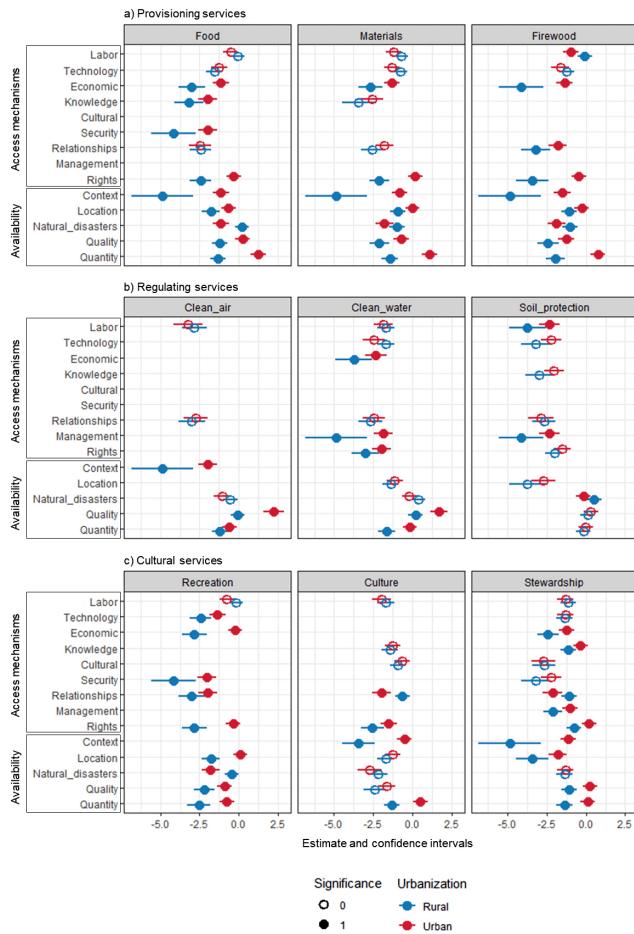 a) Provisioning services
Food Materials Firewood
Access mechanisms
Labor
Technology
Economic
Knowledge
Cultural
Security
Relationships
Management
Rights
Availability
Context
Location
Natural_disasters
Quality
Quantity
b) Regulating services
Clean_air Clean_water Soil_protection
Access mechanisms
Labor
Technology
Economic
Knowledge
Cultural
Security
Relationships
Management
Rights
Availability
Context
Location
Natural_disasters
Quality
Quantity
c) Cultural services
Recreation Culture Stewardship
Access mechanisms
Labor
Technology
Economic
Knowledge
Cultural
Security
Relationships
Management
Rights
Availability
Context
Location
Natural_disasters
Quality
Quantity
-5.0 -2.5 0.0 2.5 -5.0 -2.5 0.0 2.5 -5.0 -2.5 0.0 2.5
Estimate and confidence intervals
Significance Urbanization
0 Rural
1 Urban